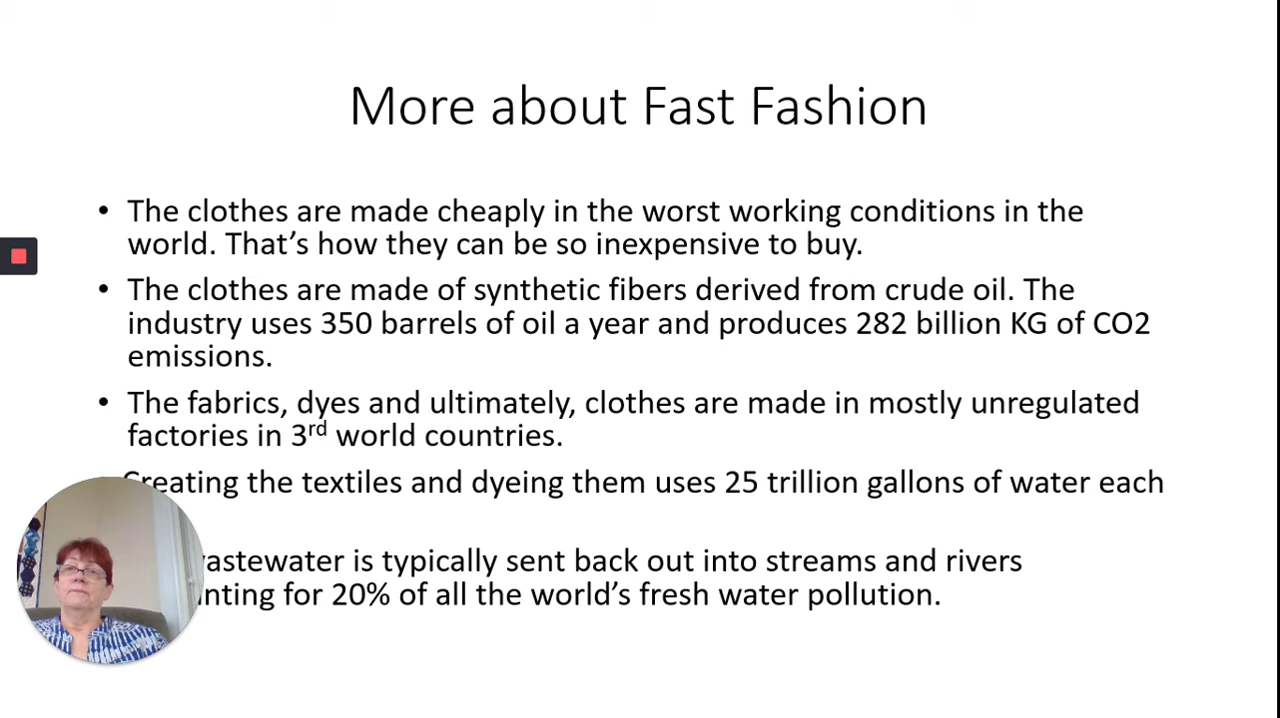 More about Fast Fashion
• The clothes are made cheaply in the worst working conditions in the
world. That’s how they can be so inexpensive to buy.
• The clothes are made of synthetic fibers derived from crude oil. The
industry uses 350 barrels of oil a year and produces 282 billion KG of CO2
emissions.
• The fabrics, dyes and ultimately, clothes are made in mostly unregulated
factories in 3rd world countries.
Creating the textiles and dyeing them uses 25 trillion gallons of water each
wastewater is typically sent back out into streams and rivers
for 20% of all the world’s fresh water pollution.